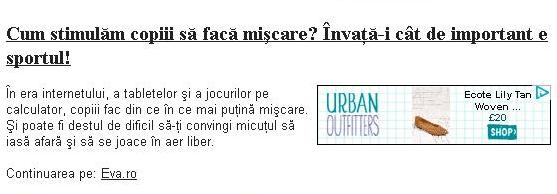 Cum stimulăm copiii să facă mişcare? Învaţă-i cât de important e
sportul!
În era internetului, a tabletelor şi a jocurilor pe
calculator, copiii fac din ce în ce mai puţină mişcare.
Şi poate fi destul de dificil să-ţi convingi micuţul să
iasă afară şi să se joace în aer liber.
URBAN
OUTFITTERS
Ecote Lily Tan
Woven ...
£20
SHOP>
Continuarea pe: Eva.ro